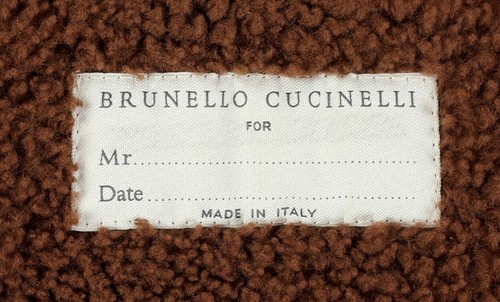 BRUNELLO CUCINELLI
FOR
Mr...............................................
Date.............................................
MADE IN ITALY